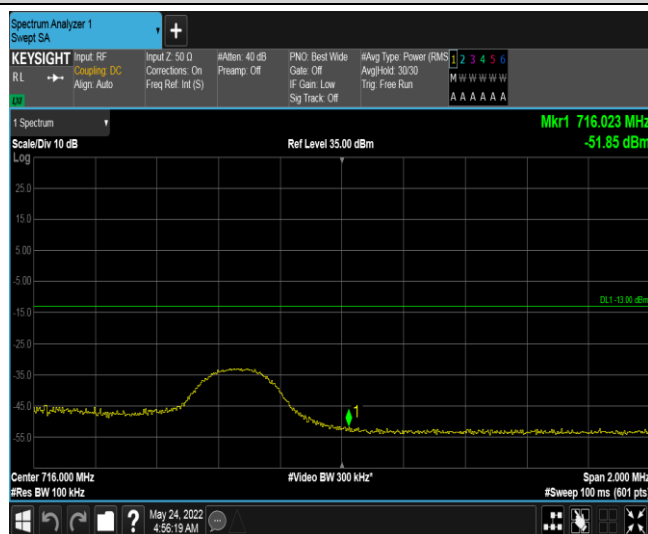 Spectrum Analyzer 1
Swept SA
+
KEYSIGHT
RL
LXI
Input: RF
Coupling: DC
Align: Auto
Input Z: 50 Ω
Corrections: On
Freq Ref: Int (S)
#Atten: 40 dB
Preamp: Off
PNO: Best Wide
Gate: Off
IF Gain: Low
Sig Track: Off
#Avg Type: Power (RMS
Avg|Hold: 30/30
Trig: Free Run
1 2 3 4 5 6
M W W W W W
A A A A A A
1 Spectrum
Scale/Div 10 dB
Ref Level 35.00 dBm
Mkr1 716.023 MHz
-51.85 dBm
Log
25.0
15.0
5.00
-5.00
DL1 -13.00 dBm
-15.0
-25.0
-35.0
-45.0
1
-55.0
Center 716.000 MHz
#Video BW 300 kHz*
Span 2.000 MHz
#Res BW 100 kHz
#Sweep 100 ms (601 pts)
?
May 24, 2022
4:56:19 AM